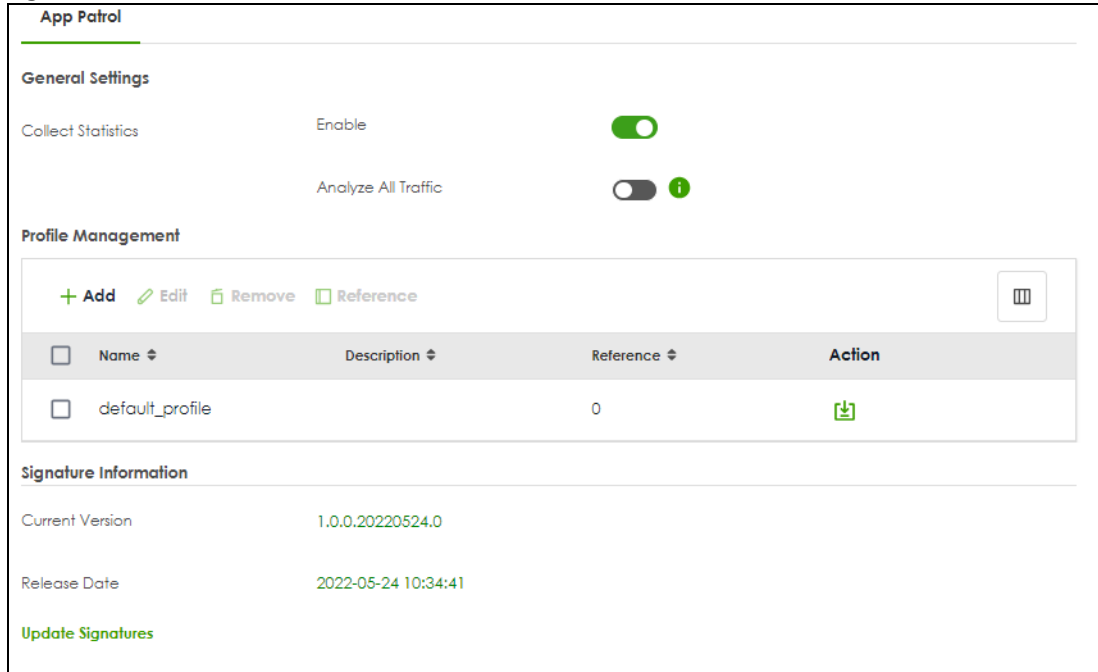 App Patrol
General Settings
Collect Statistics Enable
Analyze All Traffic
Profile Management
Add Edit Remove Reference
Name Description Reference Action
default_profile 0
Signature Information
Current Version 1.0.0.20220524.0
Release Date 2022-05-24 10:34:41
Update Signatures